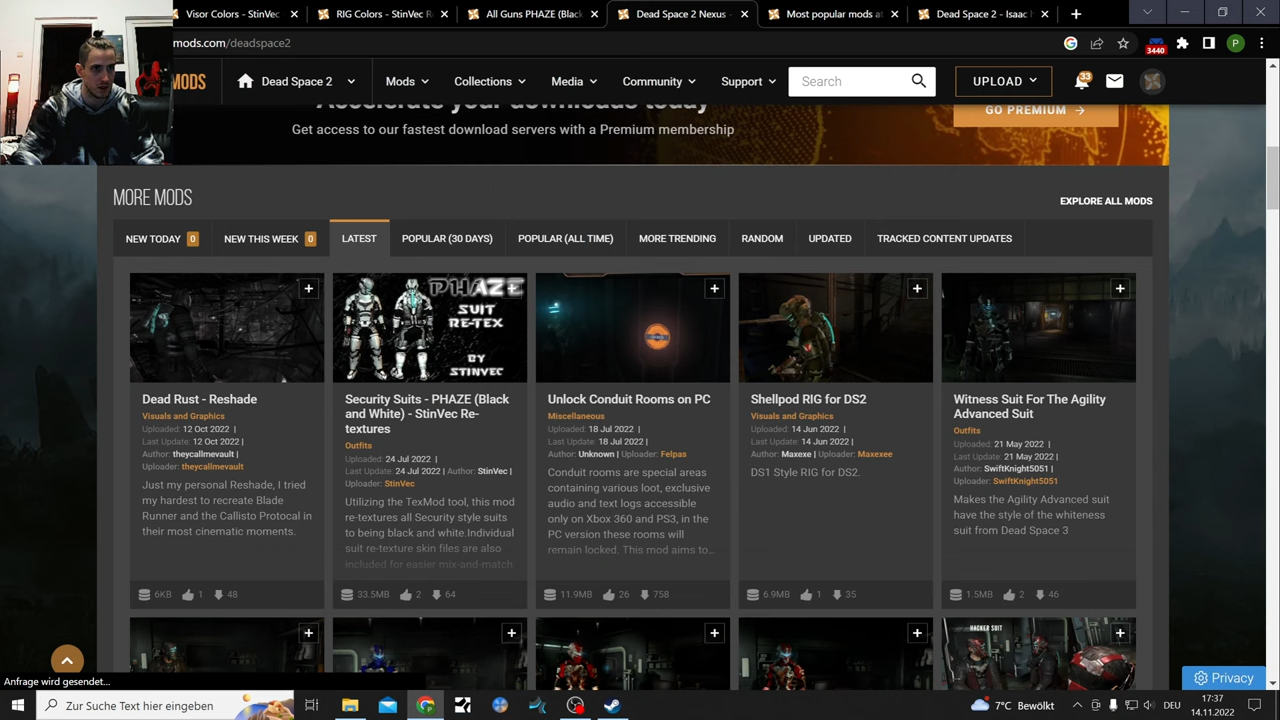 Visor Colors - StinVec
RIG Colors - StinVec R
All Guns PHAZE (Black
Dead Space 2 Nexus -
Most popular mods at
Dead Space 2 - Isaac
mods.com/deadspace2
3440
P
MODS
Dead Space 2
Mods
Collections
Media
Community
Support
Search
UPLOAD
33
Accelerate your downloads today
Get access to our fastest download servers with a Premium membership
GO PREMIUM
MORE MODS
EXPLORE ALL MODS
NEW TODAY 0
NEW THIS WEEK 0
LATEST
POPULAR (30 DAYS)
POPULAR (ALL TIME)
MORE TRENDING
RANDOM
UPDATED
TRACKED CONTENT UPDATES
Dead Rust - Reshade
Visuals and Graphics
Uploaded: 12 Oct 2022 |
Last Update: 12 Oct 2022 |
Author: theycallmevault |
Uploader: theycallmevault
Just my personal Reshade, I tried
my hardest to recreate Blade
Runner and the Callisto Protocal in
their most cinematic moments.
6KB 1 48
PHAZE
SUIT
RE-TEX
BY
STINVEC
Security Suits - PHAZE (Black
and White) - StinVec Re-
textures
Outfits
Uploaded: 24 Jul 2022 |
Last Update: 24 Jul 2022 | Author: StinVec |
Uploader: StinVec
Utilizing the TexMod tool, this mod
re-textures all Security style suits
to being black and white.Individual
suit re-texture skin files are also
included for easier mix-and-match
33.5MB 2 64
Unlock Conduit Rooms on PC
Miscellaneous
Uploaded: 18 Jul 2022 |
Last Update: 18 Jul 2022 |
Author: Unknown | Uploader: Felpas
Conduit rooms are special areas
containing various loot, exclusive
audio and text logs accessible
only on Xbox 360 and PS3, in the
PC version these rooms will
remain locked. This mod aims to...
11.9MB 26 758
Shellpod RIG for DS2
Visuals and Graphics
Uploaded: 14 Jun 2022 |
Last Update: 14 Jun 2022 |
Author: Maxexe | Uploader: Maxexee
DS1 Style RIG for DS2.
6.9MB 1 35
Witness Suit For The Agility
Advanced Suit
Outfits
Uploaded: 21 May 2022 |
Last Update: 21 May 2022 |
Author: SwiftKnight5051 |
Uploader: SwiftKnight5051
Makes the Agility Advanced suit
have the style of the whiteness
suit from Dead Space 3
1.5MB 2 46
HACKER SUIT
Privacy
Anfrage wird gesendet...
Zur Suche Text hier eingeben
7°C Bewölkt
DEU
17:37
14.11.2022